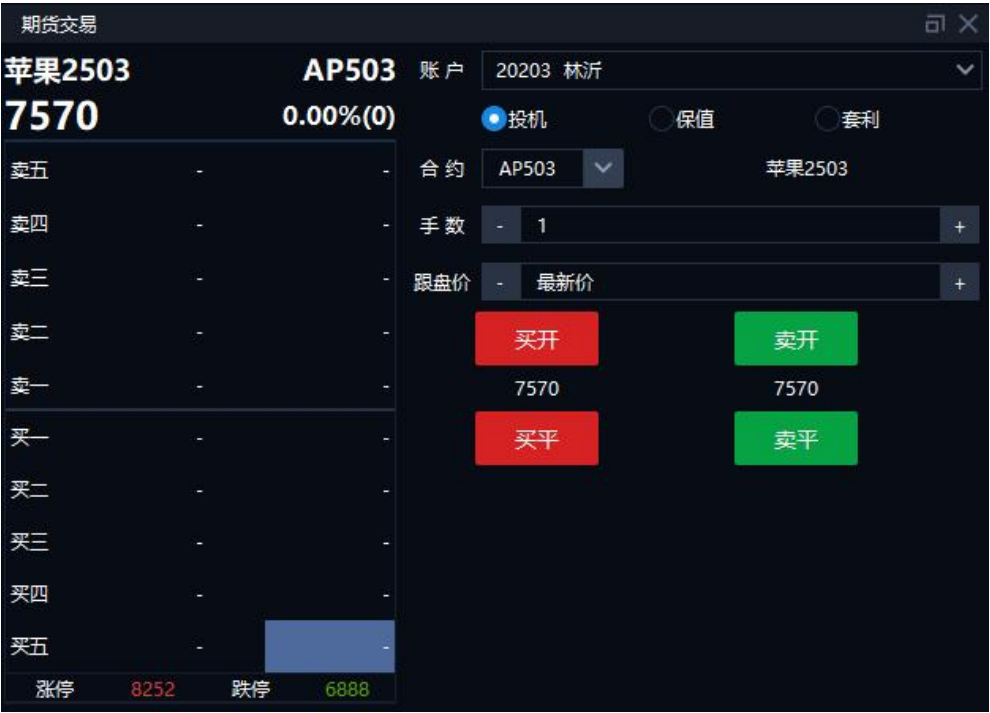 期货交易
苹果2503 AP503
7570 0.00%(0)
卖五 - -
卖四 - -
卖三 - -
卖二 - -
卖一 - -
买一 - -
买二 - -
买三 - -
买四 - -
买五 - -
涨停 8252 跌停 6888
账户 20203 林沂
投机 保值 套利
合约 AP503 苹果2503
手数 - 1 +
跟盘价 - 最新价 +
买开 卖开
7570 7570
买平 卖平